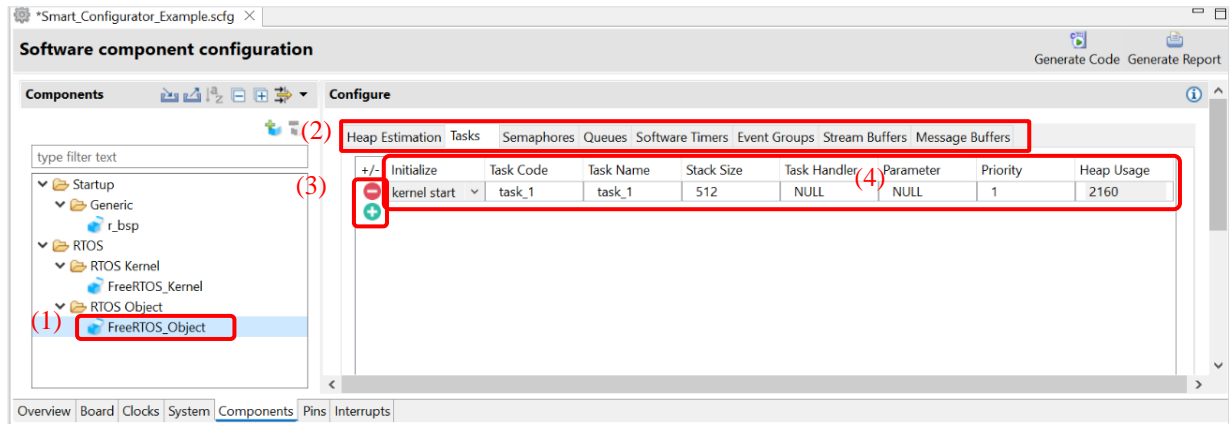 *Smart_Configurator_Example.scfg
Software component configuration
Generate Code Generate Report
Components
Configure
(2)
Heap Estimation Tasks Semaphores Queues Software Timers Event Groups Stream Buffers Message Buffers
type filter text
(3)
+/- Initialize Task Code Task Name Stack Size Task Handler Parameter Priority Heap Usage
(4)
kernel start task_1 task_1 512 NULL NULL 1 2160
Startup
Generic
r_bsp
RTOS
RTOS Kernel
FreeRTOS_Kernel
RTOS Object
(1)
FreeRTOS_Object
Overview Board Clocks System Components Pins Interrupts